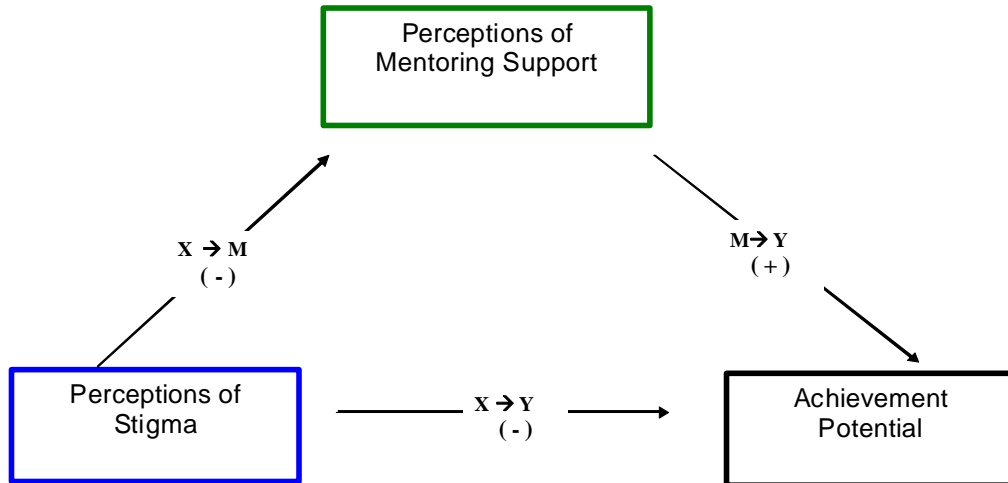 Perceptions of
Mentoring Support
X → M
( - )
M → Y
( + )
Perceptions of
Stigma
X → Y
( - )
Achievement
Potential